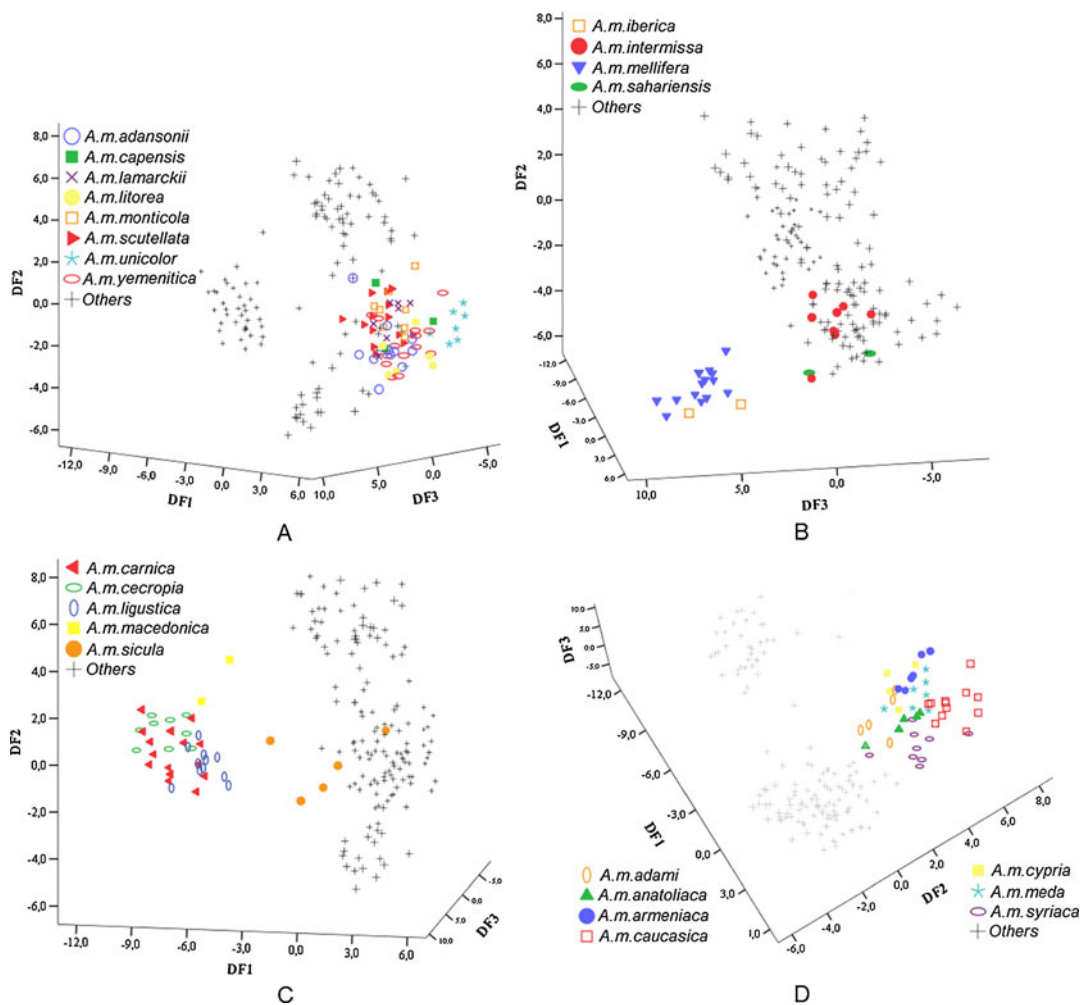 8,0
6,0
4,0
2,0
0,0
-2,0
-4,0
-6,0
DF2
A.m.adansonii
A.m.capensis
A.m.lamarckii
A.m.litorea
A.m.monticola
A.m.scutellata
A.m.unicolor
A.m.yemenitica
Others
-12,0
-9,0
-6,0
-3,0
0,0
3,0
6,0
DF1
10,0
5,0
0,0
-5,0
DF3
A
8,0
6,0
4,0
2,0
0,0
-2,0
-4,0
-6,0
DF2
A.m.iberica
A.m.intermissa
A.m.mellifera
A.m.sahariensis
Others
-12,0
-9,0
-6,0
-3,0
0,0
3,0
6,0
DF1
10,0
5,0
0,0
-5,0
DF3
B
8,0
6,0
4,0
2,0
0,0
-2,0
-4,0
-6,0
DF2
A.m.carnica
A.m.cecropia
A.m.ligustica
A.m.macedonica
A.m.sicula
Others
-12,0
-9,0
-6,0
-3,0
0,0
3,0
6,0
DF1
-5,0
0,0
5,0
10,0
DF3
C
10,0
5,0
0,0
-5,0
DF3
-12,0
-9,0
-6,0
-3,0
0,0
3,0
1,0
DF1
-6,0
-4,0
-2,0
0,0
2,0
4,0
6,0
8,0
DF2
A.m.adami
A.m.anatoliaca
A.m.armeniaca
A.m.caucasica
A.m.cypria
A.m.meda
A.m.syriaca
Others
D